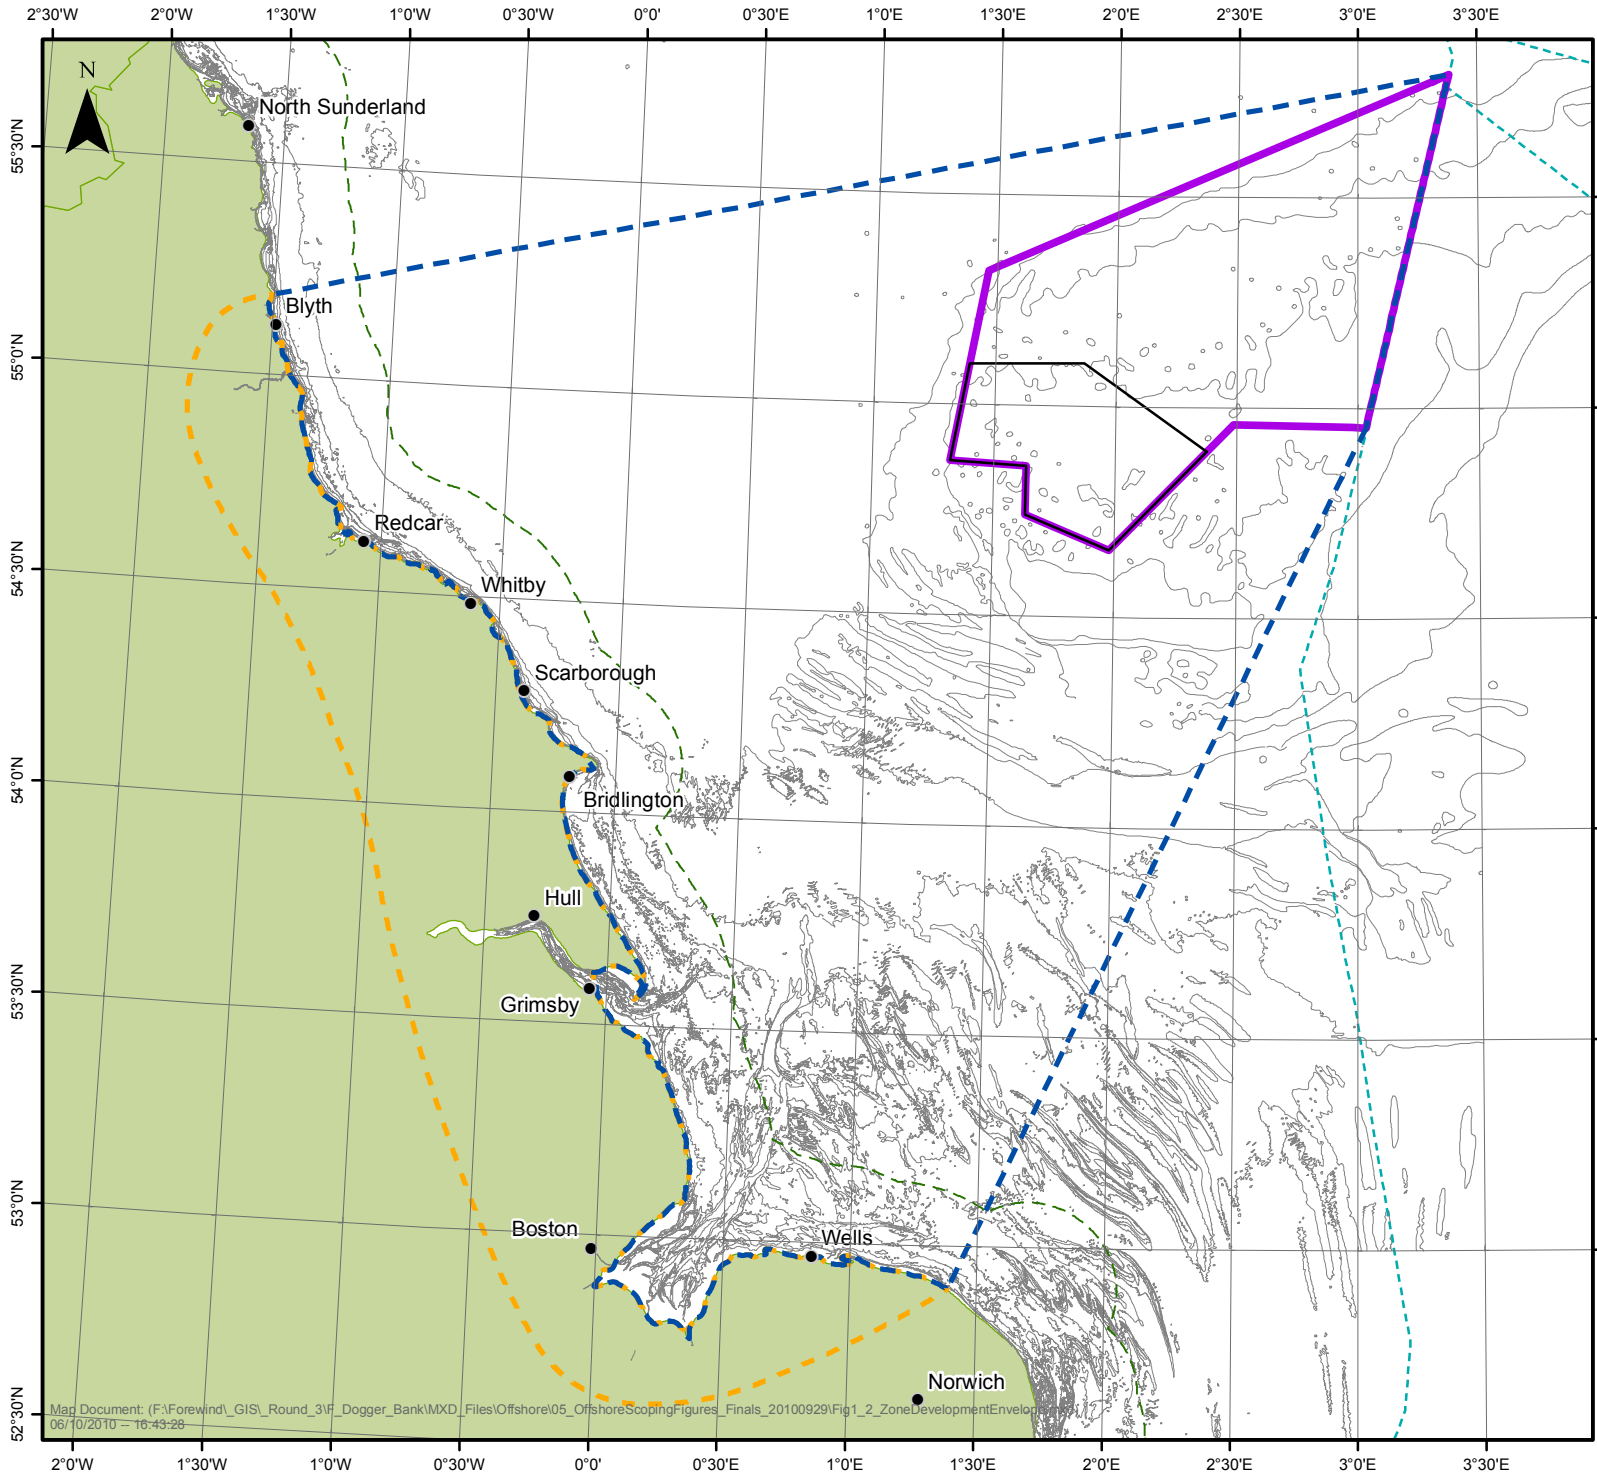 2°30'W 2°0'W 1°30'W 1°0'W 0°30'W 0°0' 0°30'E 1°0'E 1°30'E 2°0'E 2°30'E 3°0'E 3°30'E
N
North Sunderland
55°30'N
Blyth
55°0'N
Redcar
54°30'N
Whitby
Scarborough
54°0'N
Bridlington
Hull
53°30'N
Grimsby
53°0'N
Boston
Wells
Norwich
52°30'N
Map Document: (F:\Forewind\_GIS\_Round_3\F_Dogger_Bank\MXD_Files\Offshore\05_OffshoreScopingFigures_Finals_20100929\Fig1_2_ZoneDevelopmentEnvelop
06/10/2010 -- 16:43:28
2°0'W 1°30'W 1°0'W 0°30'W 0°0' 0°30'E 1°0'E 1°30'E 2°0'E 2°30'E 3°0'E 3°30'E